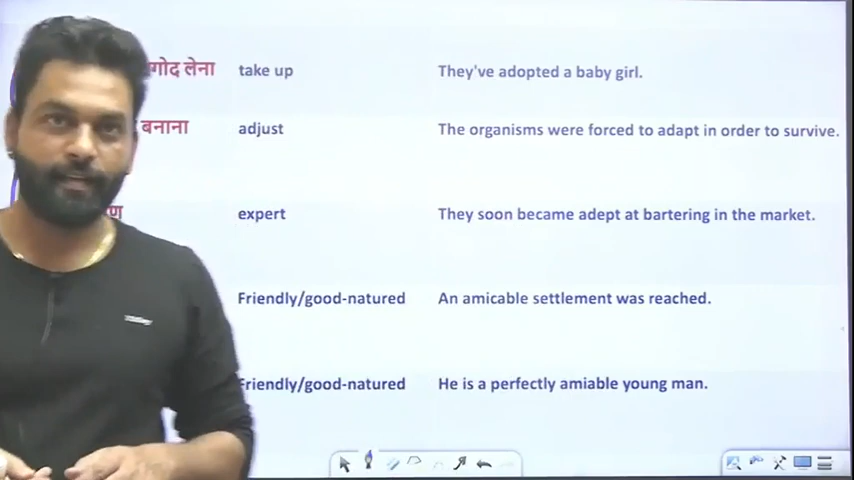 गोद लेना take up They've adopted a baby girl.
बनाना adjust The organisms were forced to adapt in order to survive.
expert They soon became adept at bartering in the market.
Friendly/good-natured An amicable settlement was reached.
Friendly/good-natured He is a perfectly amiable young man.